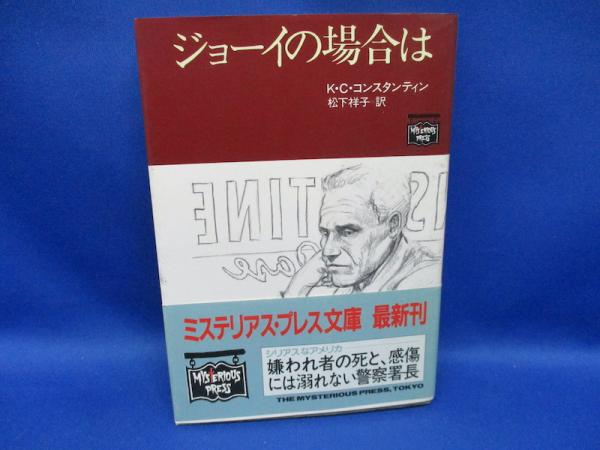 ジョーイの場合は
K・C・コンスタンティン
松下祥子 訳
MYSTERIOUS
PRESS
ミステリアス・プレス文庫 最新刊
MYSTERIOUS
PRESS
シリアスなアメリカ
嫌われ者の死と、感傷
には溺れない警察署長
THE MYSTERIOUS PRESS, TOKYO